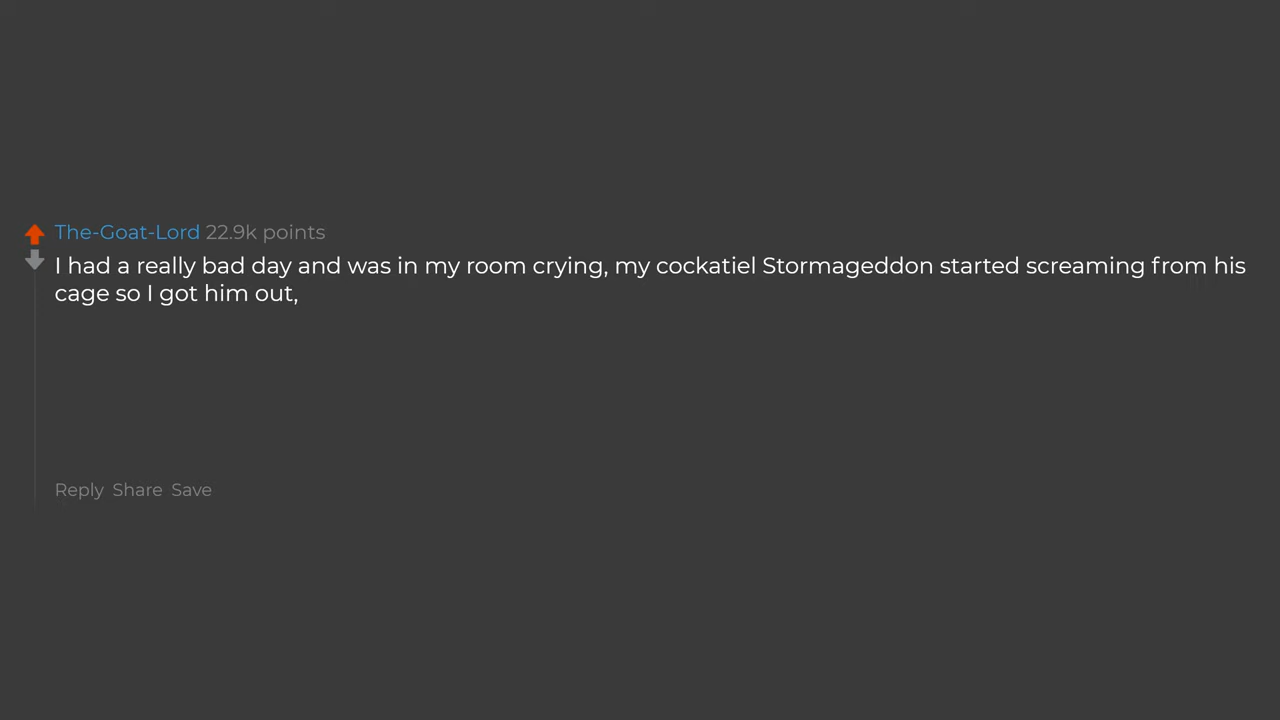 The-Goat-Lord 22.9k points
I had a really bad day and was in my room crying, my cockatiel Stormageddon started screaming from his
cage so I got him out,
Reply Share Save